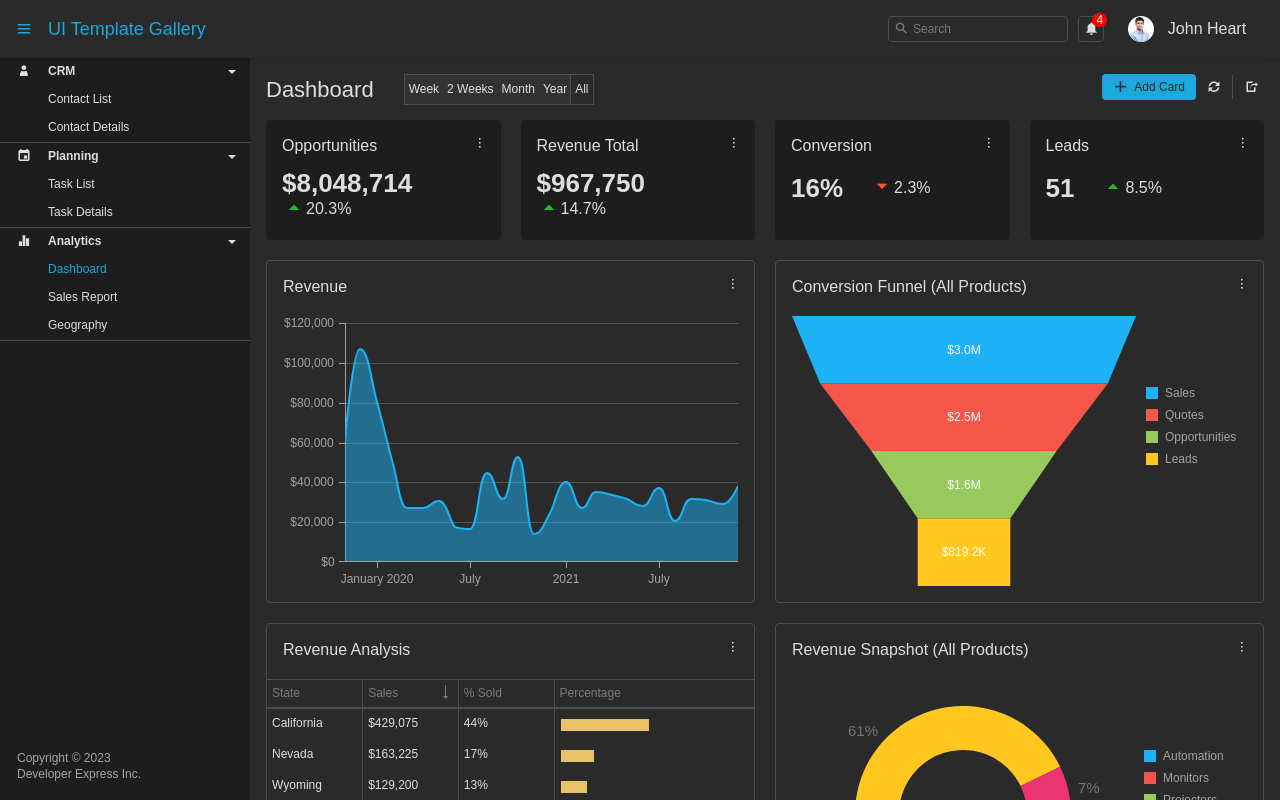 UI Template Gallery
Search
4
John Heart
CRM
Contact List
Contact Details
Planning
Task List
Task Details
Analytics
Dashboard
Sales Report
Geography
Copyright © 2023
Developer Express Inc.
Dashboard
Week 2 Weeks Month Year All
Add Card
Opportunities
$8,048,714
20.3%
Revenue Total
$967,750
14.7%
Conversion
16% 2.3%
Leads
51 8.5%
Revenue
$120,000
$100,000
$80,000
$60,000
$40,000
$20,000
$0
January 2020 July 2021 July
Conversion Funnel (All Products)
$3.0M
$2.5M
$1.6M
$819.2K
Sales
Quotes
Opportunities
Leads
Revenue Analysis
State Sales % Sold Percentage
California $429,075 44%
Nevada $163,225 17%
Wyoming $129,200 13%
Revenue Snapshot (All Products)
61%
7%
Automation
Monitors
Projectors